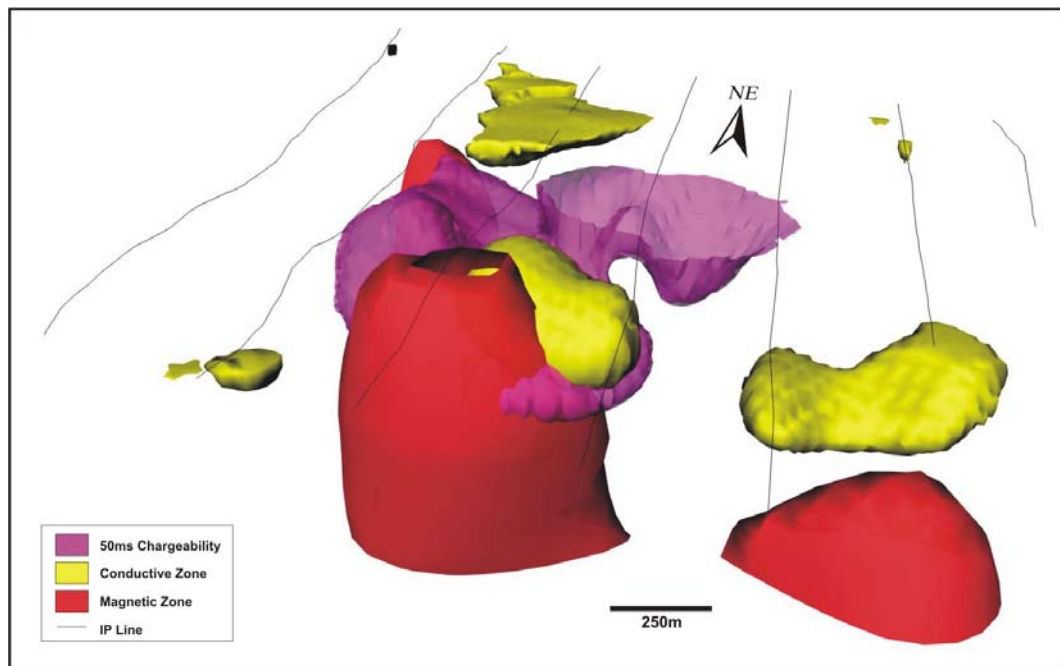 NE
50ms Chargeability
Conductive Zone
Magnetic Zone
IP Line
250m